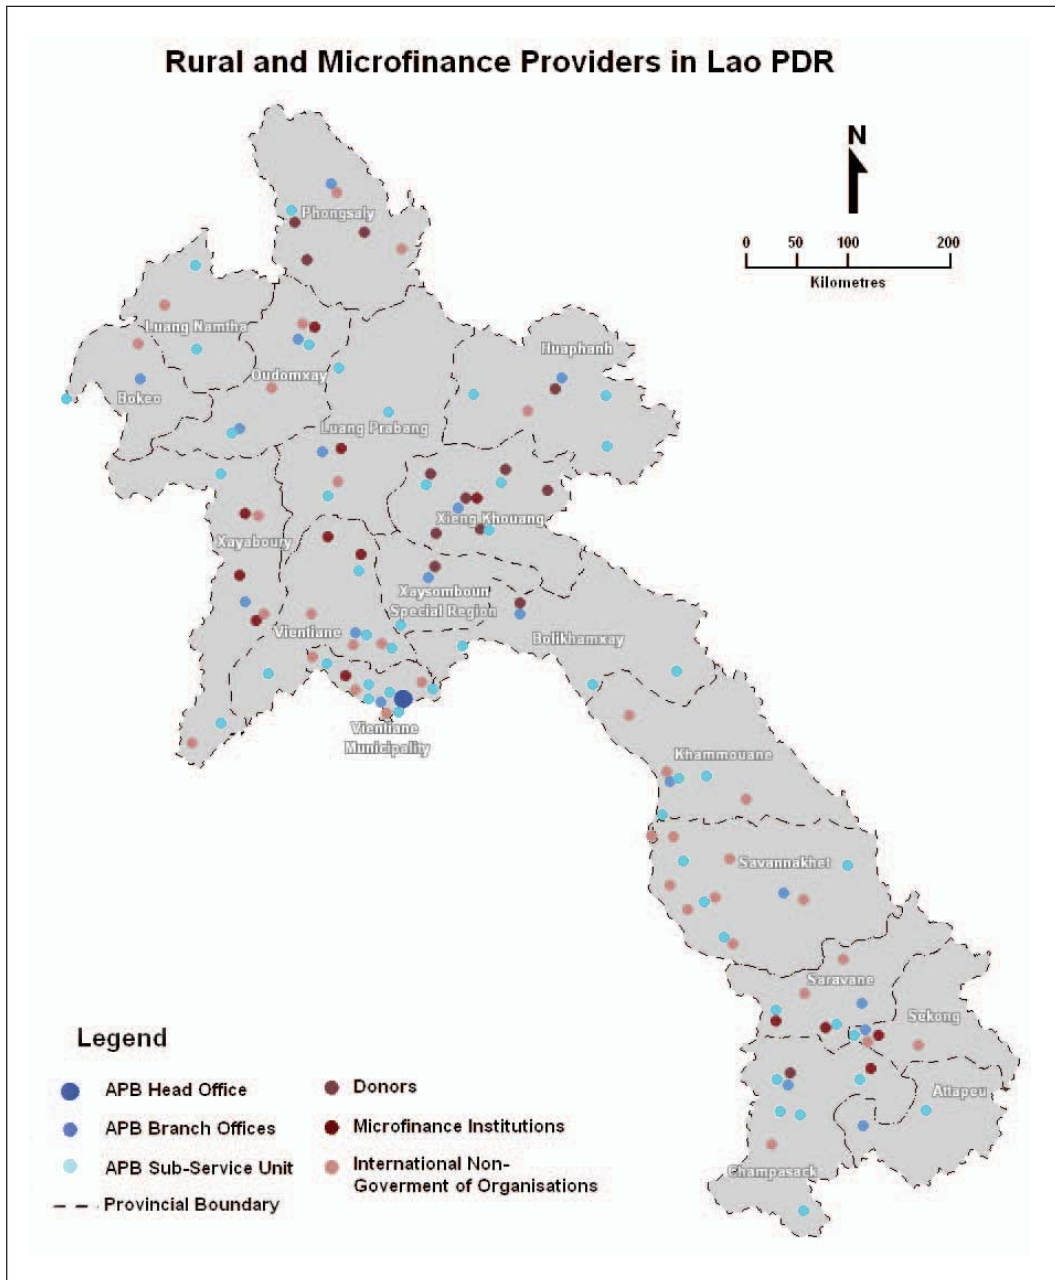 Rural and Microfinance Providers in Lao PDR
N
0 50 100 200
Kilometres
Phongsaly
Luang Namtha
Huaphanh
Oudomxay
Bokeo
Luang Prabang
Xieng Khouang
Xayaboury
Xaysomboun
Special Region
Vientiane
Bolikhamxay
Vientiane
Municipality
Khammouane
Savannakhet
Saravane
Sekong
Attapeu
Champasack
Legend
APB Head Office
APB Branch Offices
APB Sub-Service Unit
Provincial Boundary
Donors
Microfinance Institutions
International Non-
Goverment of Organisations